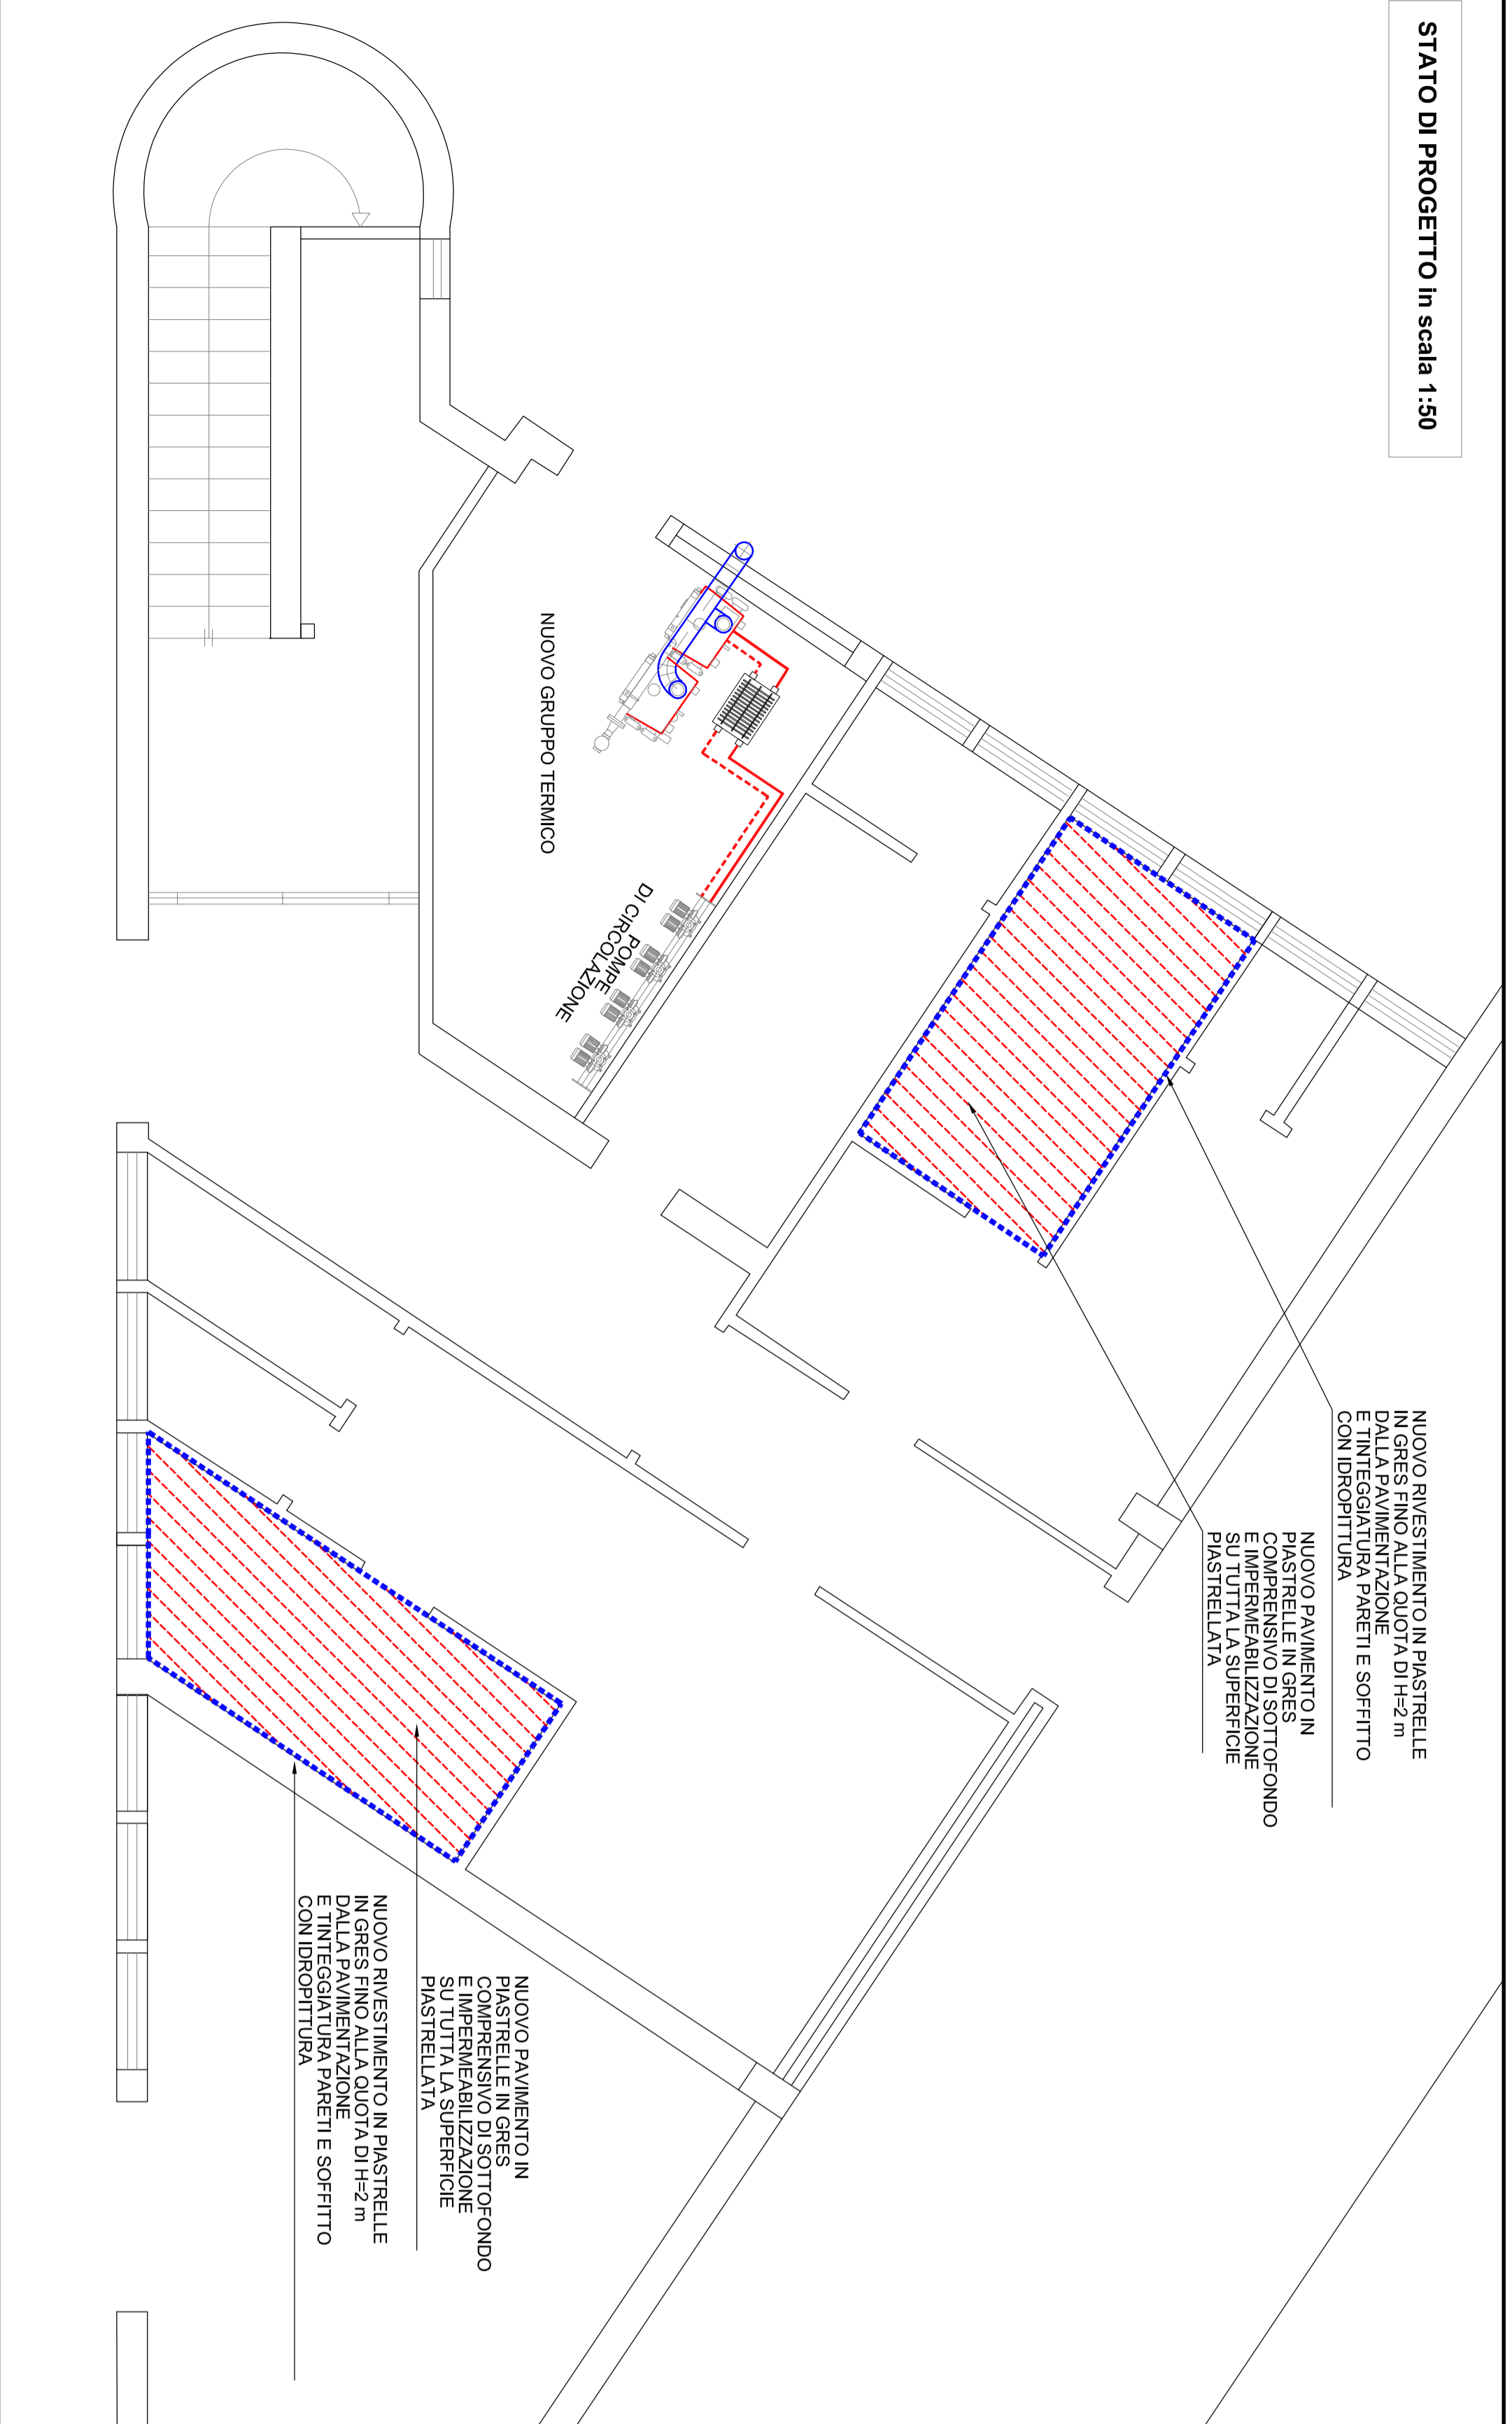 STATO DI PROGETTO in scala 1:50
NUOVO RIVESTIMENTO IN PIASTRELLE
IN GRES FINO ALLA QUOTA DI H=2 m
DALLA PAVIMENTAZIONE
E TINTEGGIATURA PARETI E SOFFITTO
CON IDROPITTURA
NUOVO PAVIMENTO IN
PIASTRELLE IN GRES
COMPRENSIVO DI SOTTOFONDO
E IMPERMEABILIZZAZIONE
SU TUTTA LA SUPERFICIE
PIASTRELLATA
NUOVO GRUPPO TERMICO
POMPE
DI CIRCOLAZIONE
NUOVO PAVIMENTO IN
PIASTRELLE IN GRES
COMPRENSIVO DI SOTTOFONDO
E IMPERMEABILIZZAZIONE
SU TUTTA LA SUPERFICIE
PIASTRELLATA
NUOVO RIVESTIMENTO IN PIASTRELLE
IN GRES FINO ALLA QUOTA DI H=2 m
DALLA PAVIMENTAZIONE
E TINTEGGIATURA PARETI E SOFFITTO
CON IDROPITTURA